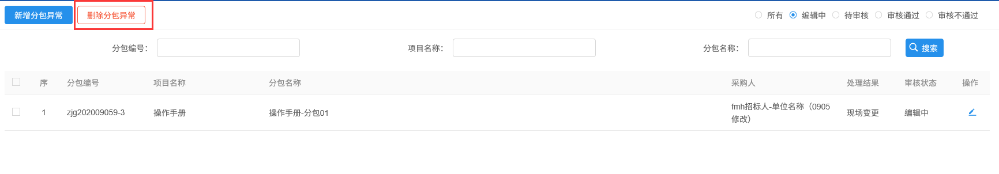 新增分包异常 删除分包异常 所有 编辑中 待审核 审核通过 审核不通过
分包编号： 项目名称： 分包名称： 搜索
序 分包编号 项目名称 分包名称 采购人 处理结果 审核状态 操作
1 zjg202009059-3 操作手册 操作手册-分包01 fmh招标人-单位名称（0905修改） 现场变更 编辑中